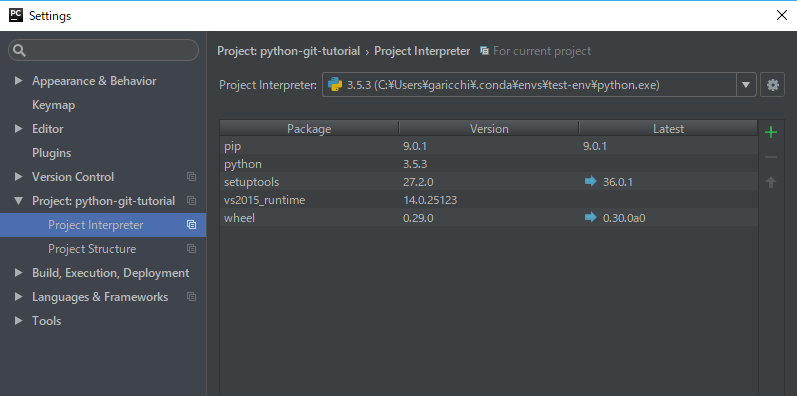 PC Settings
Appearance & Behavior
Keymap
Editor
Plugins
Version Control
Project: python-git-tutorial
Project Interpreter
Project Structure
Build, Execution, Deployment
Languages & Frameworks
Tools
Project: python-git-tutorial › Project Interpreter For current project
Project Interpreter: 3.5.3 (C:¥Users¥garicchi¥.conda¥envs¥test-env¥python.exe)
Package Version Latest
pip 9.0.1 9.0.1
python 3.5.3
setuptools 27.2.0 36.0.1
vs2015_runtime 14.0.25123
wheel 0.29.0 0.30.0a0